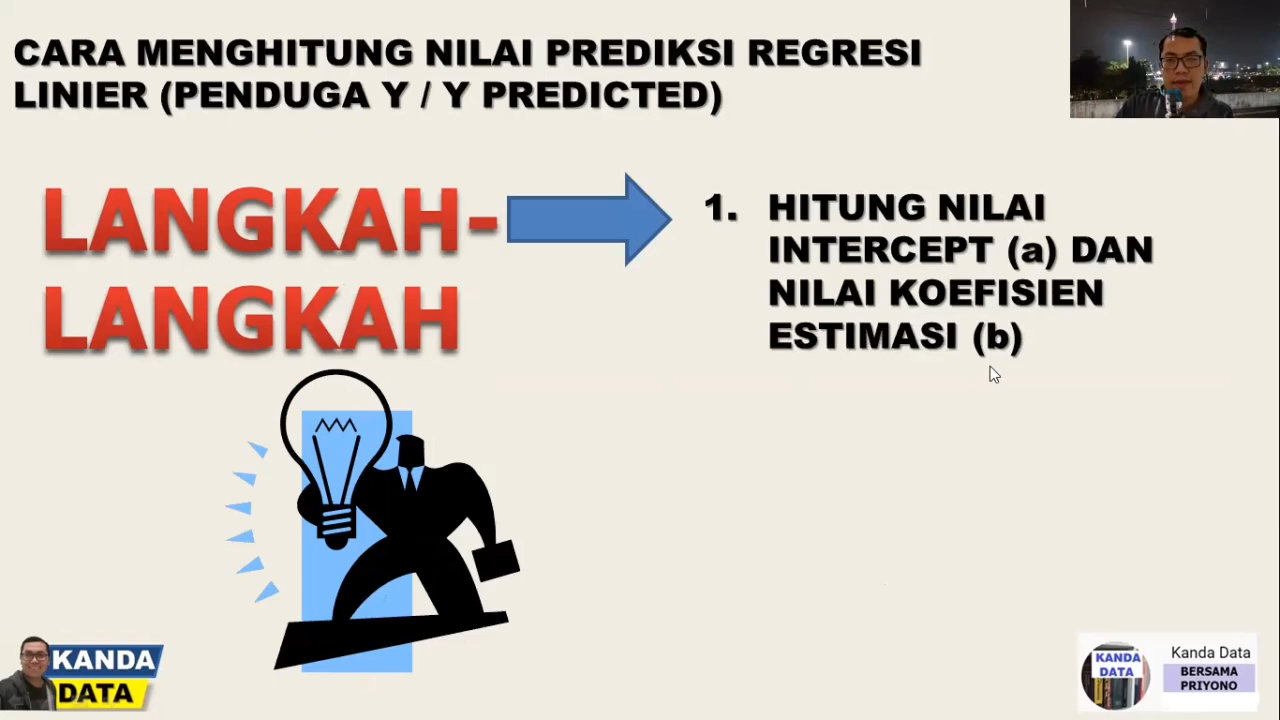 CARA MENGHITUNG NILAI PREDIKSI REGRESI
LINIER (PENDUGA Y / Y PREDICTED)
LANGKAH-
LANGKAH
1. HITUNG NILAI
INTERCEPT (a) DAN
NILAI KOEFISIEN
ESTIMASI (b)
KANDA
DATA
KANDA
DATA
Kanda Data
BERSAMA
PRIYONO